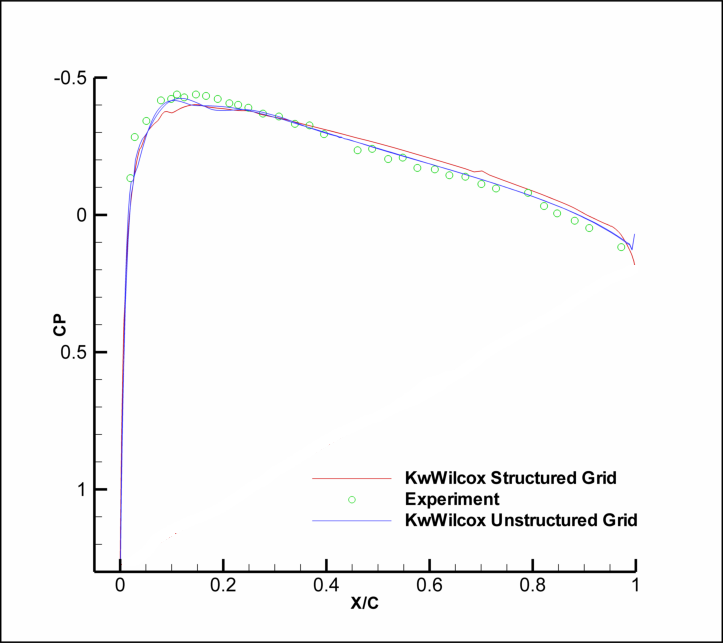 -0.5
0
0.5
1
CP
0 0.2 0.4 0.6 0.8 1
X/C
KwWilcox Structured Grid
Experiment
KwWilcox Unstructured Grid